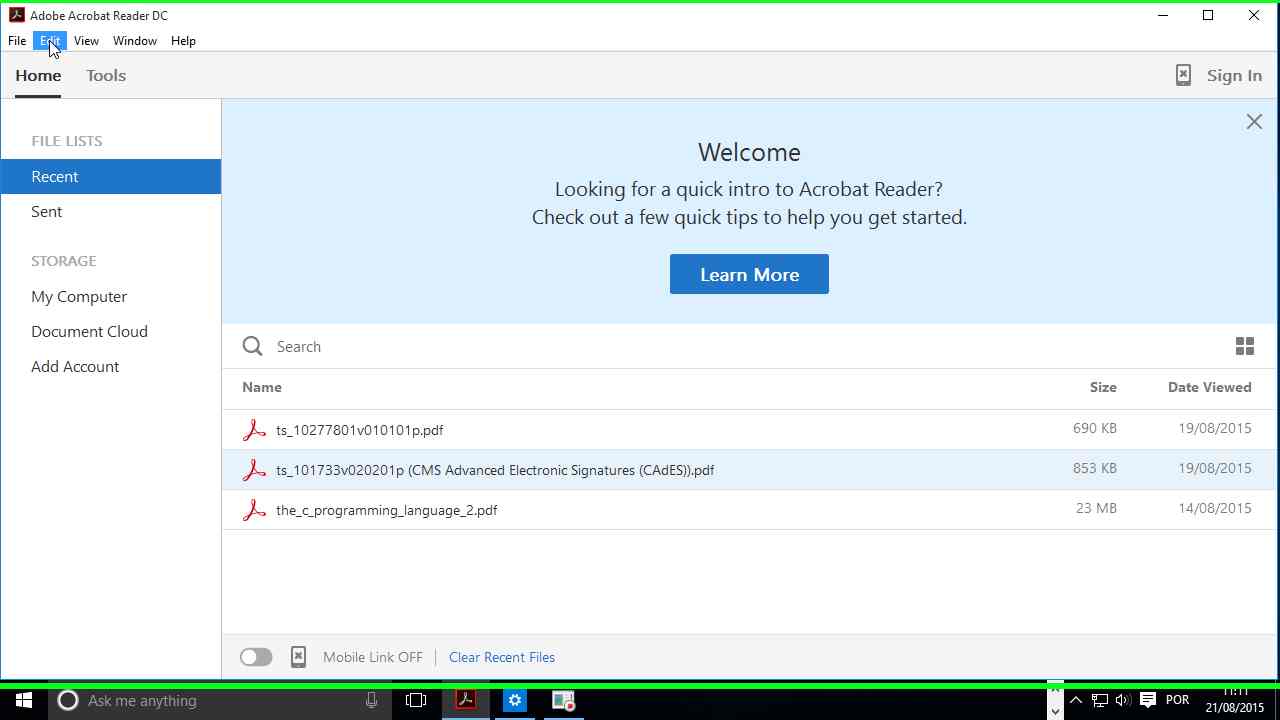 Adobe Acrobat Reader DC
File Edit View Window Help
Home Tools Sign In
FILE LISTS
Recent
Sent
STORAGE
My Computer
Document Cloud
Add Account
Welcome
Looking for a quick intro to Acrobat Reader?
Check out a few quick tips to help you get started.
Learn More
Search
Name Size Date Viewed
ts_10277801v010101p.pdf 690 KB 19/08/2015
ts_101733v020201p (CMS Advanced Electronic Signatures (CAdES)).pdf 853 KB 19/08/2015
the_c_programming_language_2.pdf 23 MB 14/08/2015
Mobile Link OFF Clear Recent Files
Ask me anything POR 11:11
21/08/2015